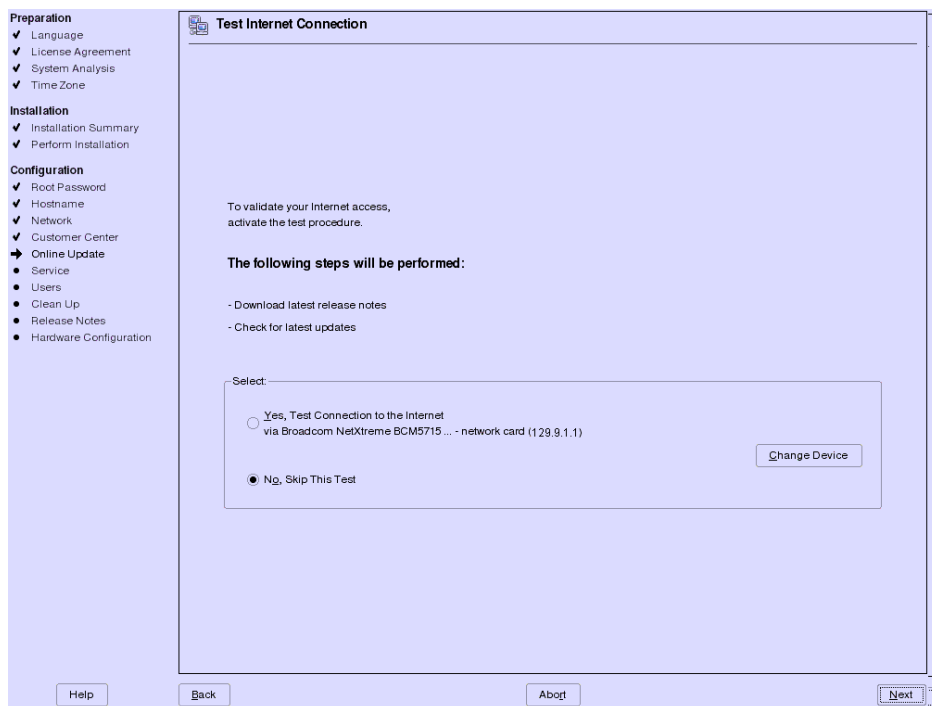 Preparation
Language
License Agreement
System Analysis
Time Zone
Installation
Installation Summary
Perform Installation
Configuration
Root Password
Hostname
Network
Customer Center
Online Update
Service
Users
Clean Up
Release Notes
Hardware Configuration
Test Internet Connection
To validate your Internet access,
activate the test procedure.
The following steps will be performed:
- Download latest release notes
- Check for latest updates
Select:
Yes, Test Connection to the Internet
via Broadcom NetXtreme BCM5715 ... - network card (129.9.1.1)
Change Device
No, Skip This Test
Help
Back
Abort
Next